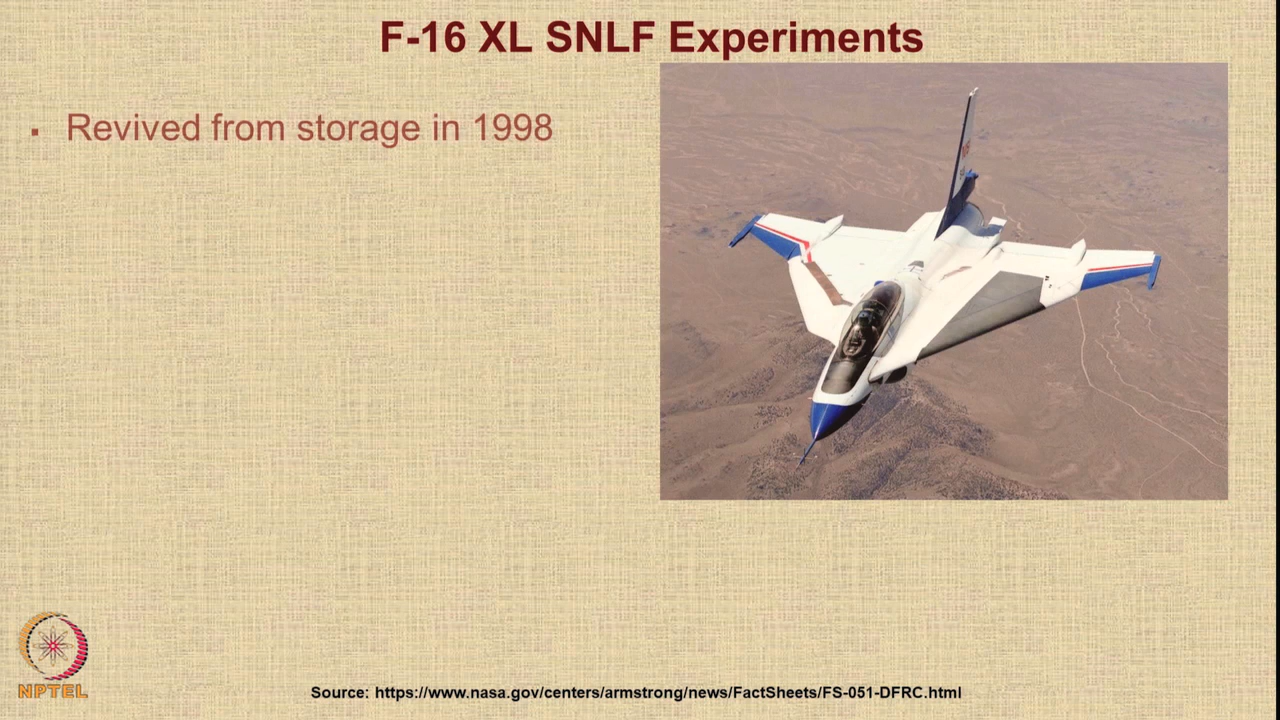 F-16 XL SNLF Experiments
▪ Revived from storage in 1998
NPTEL
Source: https://www.nasa.gov/centers/armstrong/news/FactSheets/FS-051-DFRC.html